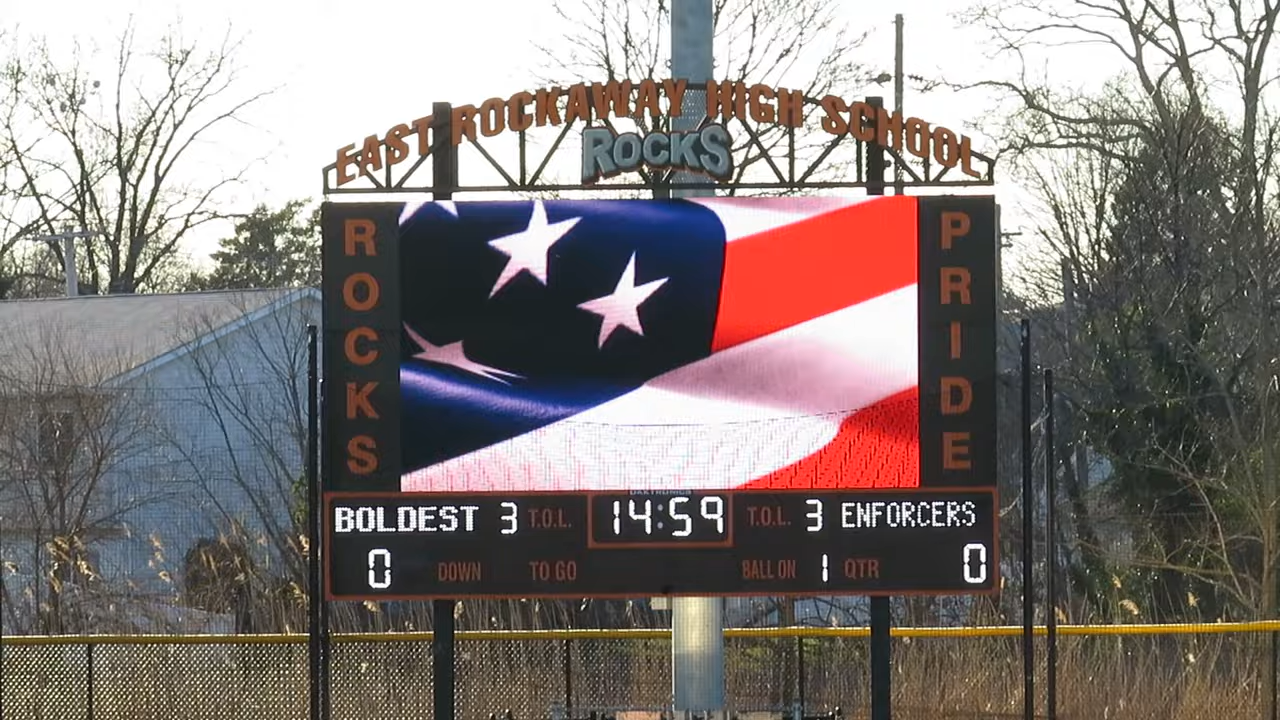 EAST ROCKAWAY HIGH SCHOOL
ROCKS
ROCKS
PRIDE
DAKTRONICS
BOLDEST 3 T.O.L. 14:59 T.O.L. 3 ENFORCERS
0 DOWN TO GO BALL ON 1 QTR 0